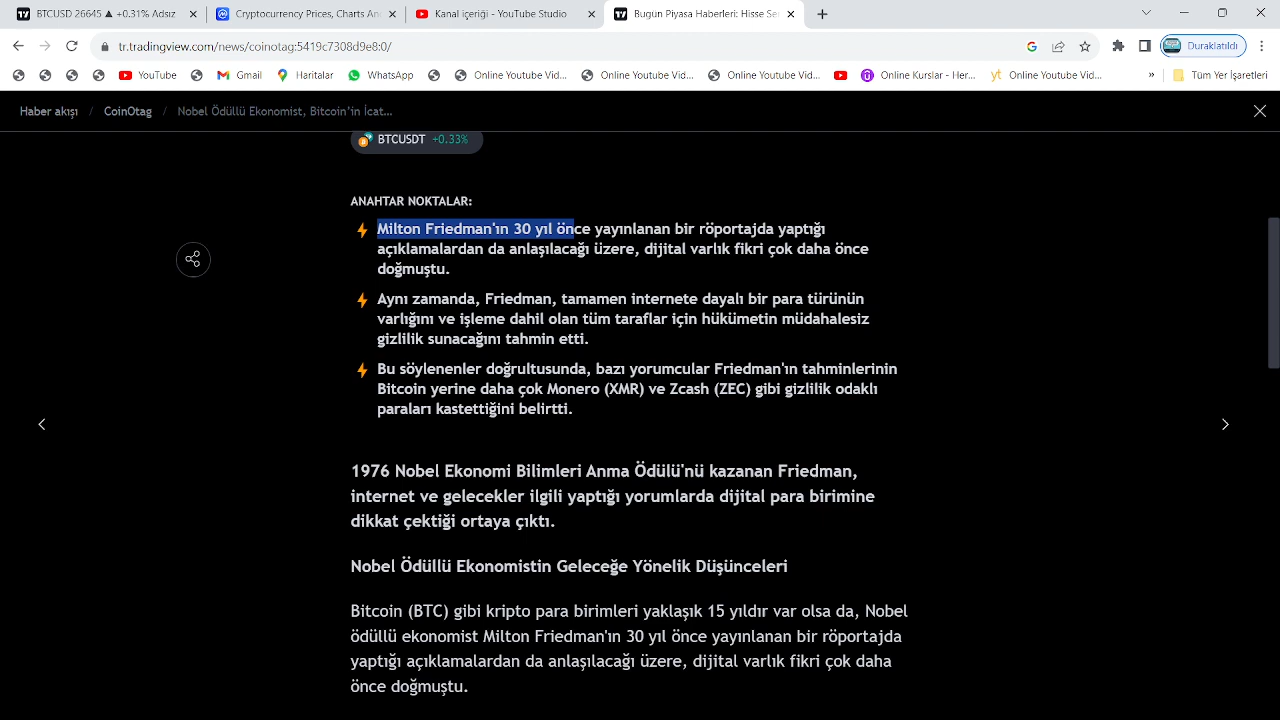 BTCUSD 26645 ▲ +0.31% Adsız
Cryptocurrency Prices, Charts An
Kanal içeriği - YouTube Studio
Bugün Piyasa Haberleri: Hisse Se
tr.tradingview.com/news/coinotag:5419c7308d9e8:0/
Duraklatıldı
YouTube
Gmail
Haritalar
WhatsApp
Online Youtube Vid...
Online Youtube Vid...
Online Youtube Vid...
Online Kurslar - Her...
yt Online Youtube Vid...
»
Tüm Yer İşaretleri
Haber akışı / CoinOtag / Nobel Ödüllü Ekonomist, Bitcoin’in İcat...
BTCUSDT +0.33%
ANAHTAR NOKTALAR:
Milton Friedman'ın 30 yıl önce yayınlanan bir röportajda yaptığı
açıklamalardan da anlaşılacağı üzere, dijital varlık fikri çok daha önce
doğmuştu.
Aynı zamanda, Friedman, tamamen internete dayalı bir para türünün
varlığını ve işleme dahil olan tüm taraflar için hükümetin müdahalesiz
gizlilik sunacağını tahmin etti.
Bu söylenenler doğrultusunda, bazı yorumcular Friedman'ın tahminlerinin
Bitcoin yerine daha çok Monero (XMR) ve Zcash (ZEC) gibi gizlilik odaklı
paraları kastettiğini belirtti.
1976 Nobel Ekonomi Bilimleri Anma Ödülü'nü kazanan Friedman,
internet ve gelecekler ilgili yaptığı yorumlarda dijital para birimine
dikkat çektiği ortaya çıktı.
Nobel Ödüllü Ekonomistin Geleceğe Yönelik Düşünceleri
Bitcoin (BTC) gibi kripto para birimleri yaklaşık 15 yıldır var olsa da, Nobel
ödüllü ekonomist Milton Friedman'ın 30 yıl önce yayınlanan bir röportajda
yaptığı açıklamalardan da anlaşılacağı üzere, dijital varlık fikri çok daha
önce doğmuştu.